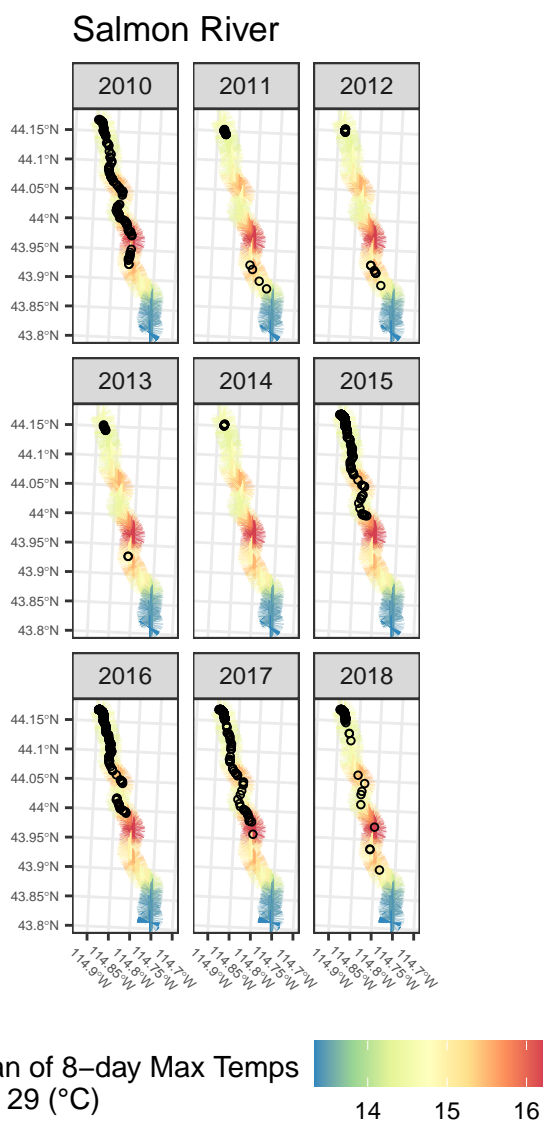 Salmon River
2010 2011 2012
44.15°N
44.1°N
44.05°N
44°N
43.95°N
43.9°N
43.85°N
43.8°N
2013 2014 2015
44.15°N
44.1°N
44.05°N
44°N
43.95°N
43.9°N
43.85°N
43.8°N
2016 2017 2018
44.15°N
44.1°N
44.05°N
44°N
43.95°N
43.9°N
43.85°N
43.8°N
114.9°W 114.85°W 114.8°W 114.75°W 114.7°W 114.9°W 114.85°W 114.8°W 114.75°W 114.7°W 114.9°W 114.85°W 114.8°W 114.75°W 114.7°W
an of 8−day Max Temps
29 (°C)
14 15 16